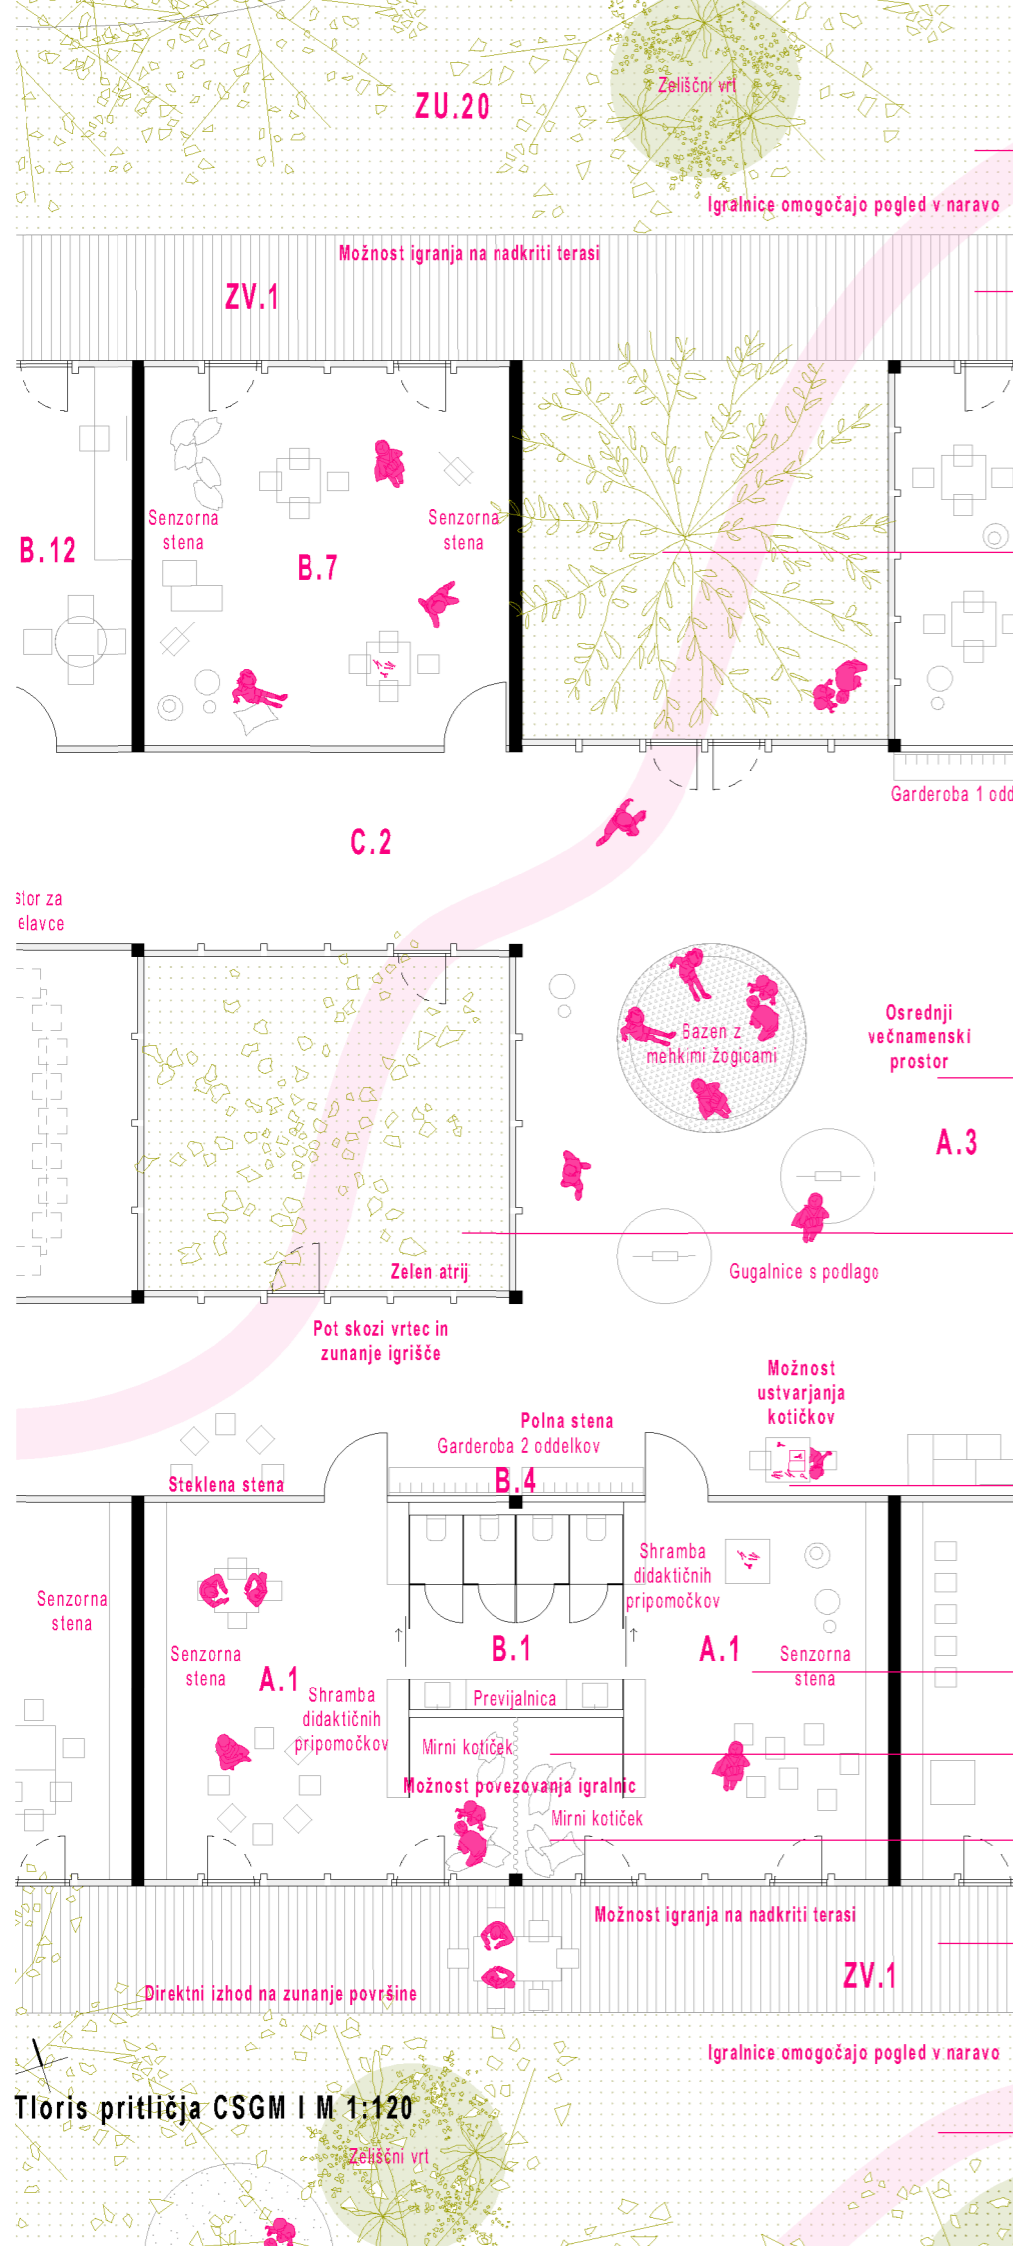 ZU.20
Zeliščni vrt
Igralnice omogočajo pogled v naravo
Možnost igranja na nadkriti terasi
ZV.1
Senzorna
stena
Senzorna
stena
B.12
B.7
Garderoba 1 odd
C.2
stor za
elavce
Bazen z
mehkimi žogicami
Osrednji
večnamenski
prostor
A.3
Zelen atrij
Gugalnice s podlago
Pot skozi vrtec in
zunanje igrišče
Možnost
ustvarjanja
kotičkov
Polna stena
Garderoba 2 oddelkov
Steklena stena
B.4
Shramba
didaktičnih
pripomočkov
Senzorna
stena
Senzorna
stena
B.1
A.1
Senzorna
stena
A.1
Shramba
didaktičnih
pripomočkov
Previjalnica
Mirni kotiček
Možnost povezovanja igralnic
Mirni kotiček
Možnost igranja na nadkriti terasi
ZV.1
Direktni izhod na zunanje površine
Igralnice omogočajo pogled v naravo
Tloris pritličja CSGM I M 1:120
Zeliščni vrt